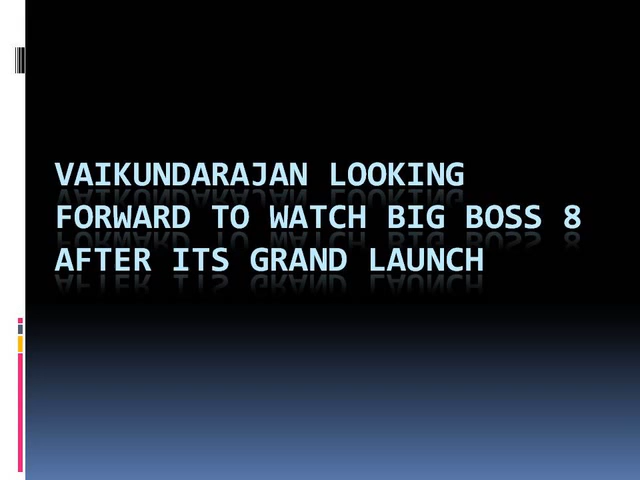 VAIKUNDARAJAN LOOKING
FORWARD TO WATCH BIG BOSS 8
AFTER ITS GRAND LAUNCH